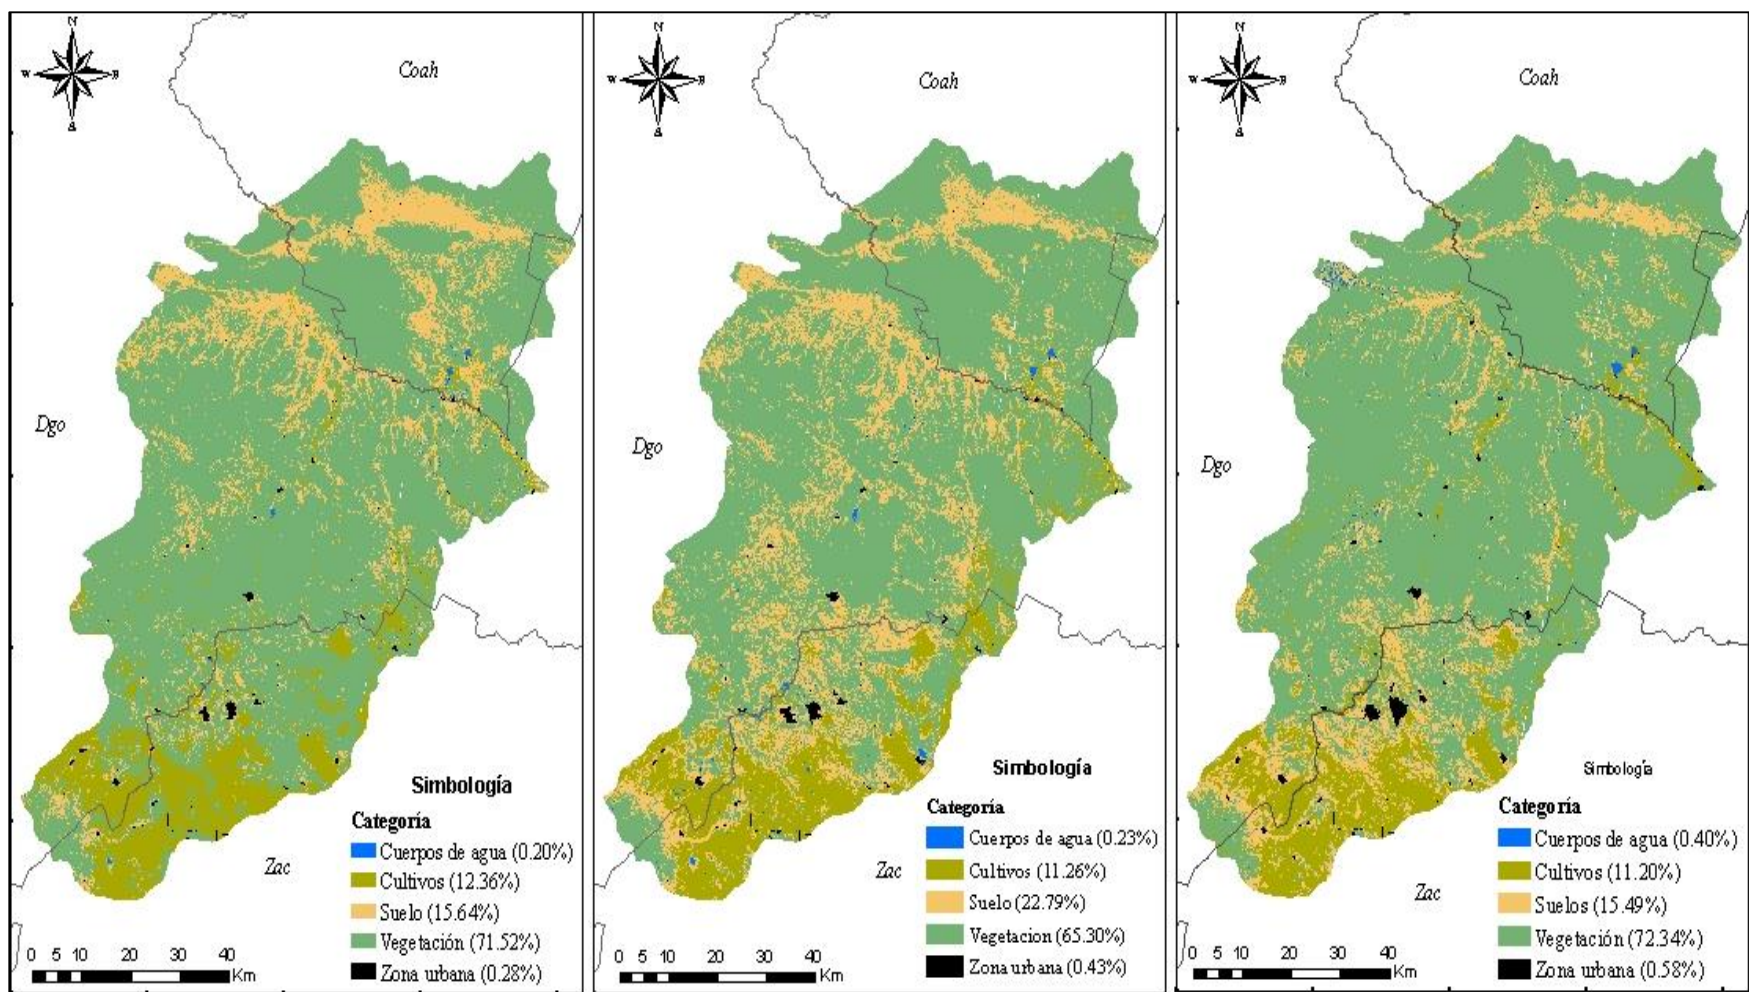 N
W E
S
Coah
Dgo
Zac
Simbología
Categoría
Cuerpos de agua (0.20%)
Cultivos (12.36%)
Suelo (15.64%)
Vegetación (71.52%)
Zona urbana (0.28%)
0 5 10 20 30 40
Km
N
W E
S
Coah
Dgo
Zac
Simbología
Categoría
Cuerpos de agua (0.23%)
Cultivos (11.26%)
Suelo (22.79%)
Vegetacion (65.30%)
Zona urbana (0.43%)
0 5 10 20 30 40
Km
N
W E
S
Coah
Dgo
Zac
Simbología
Categoría
Cuerpos de agua (0.40%)
Cultivos (11.20%)
Suelos (15.49%)
Vegetación (72.34%)
Zona urbana (0.58%)
0 5 10 20 30 40
Km